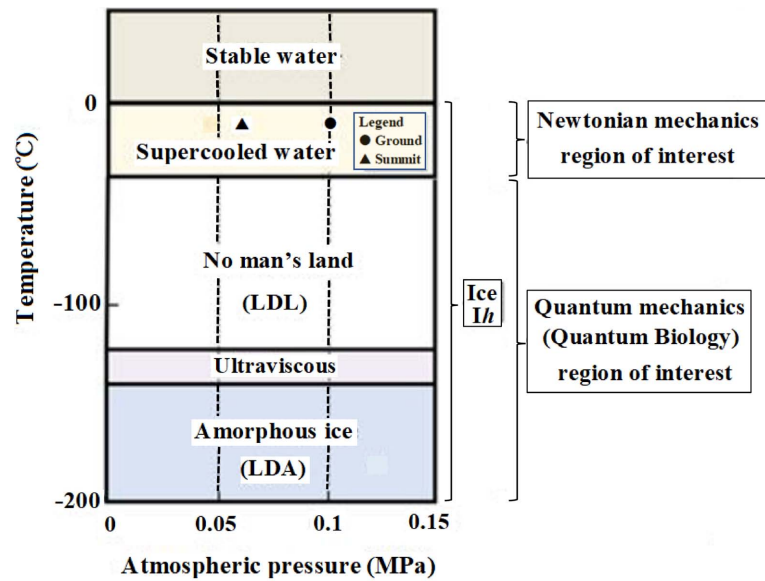 Stable water
0
Legend
● Ground
▲ Summit
Supercooled water
Newtonian mechanics
region of interest
No man's land
(LDL)
-100
Temperature (℃)
Ice
Ih
Quantum mechanics
(Quantum Biology)
region of interest
Ultraviscous
Amorphous ice
(LDA)
-200
0 0.05 0.1 0.15
Atmospheric pressure (MPa)